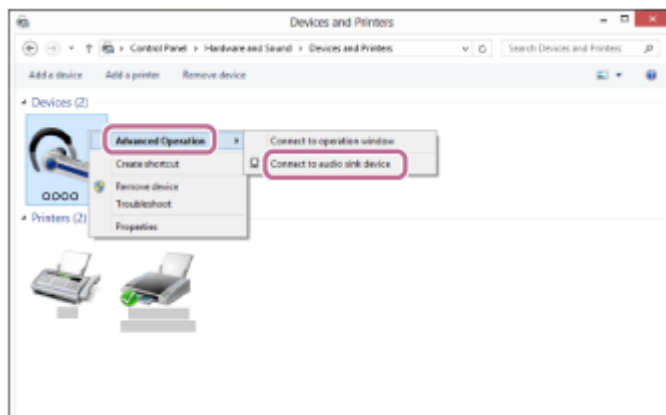 Devices and Printers
Control Panel › Hardware and Sound › Devices and Printers
Search Devices and Printers
Add a device Add a printer Remove device
Devices (2)
Advanced Operation
Connect to operation window
Create shortcut
Connect to audio sink device
Remove device
Troubleshoot
Properties
OOOO
Printers (2)